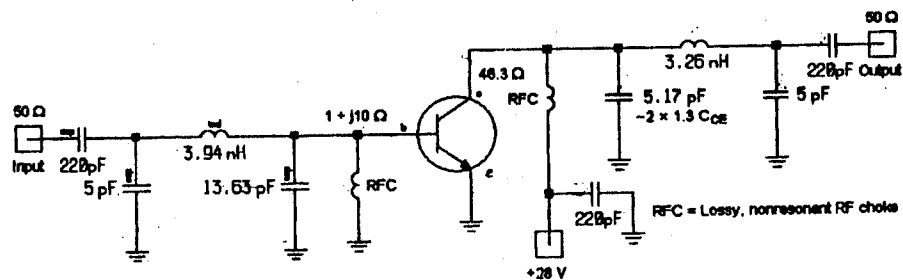 50 Ω
Input
220pF
5 pF
3.94 nH
13.63 pF
1 + j10 Ω
RFC
b
c
e
46.3 Ω
RFC
220pF
+28 V
5.17 pF
~2 × 1.3 C_CE
3.26 nH
5 pF
220pF
50 Ω
Output
RFC = Lossy, nonresonant RF choke